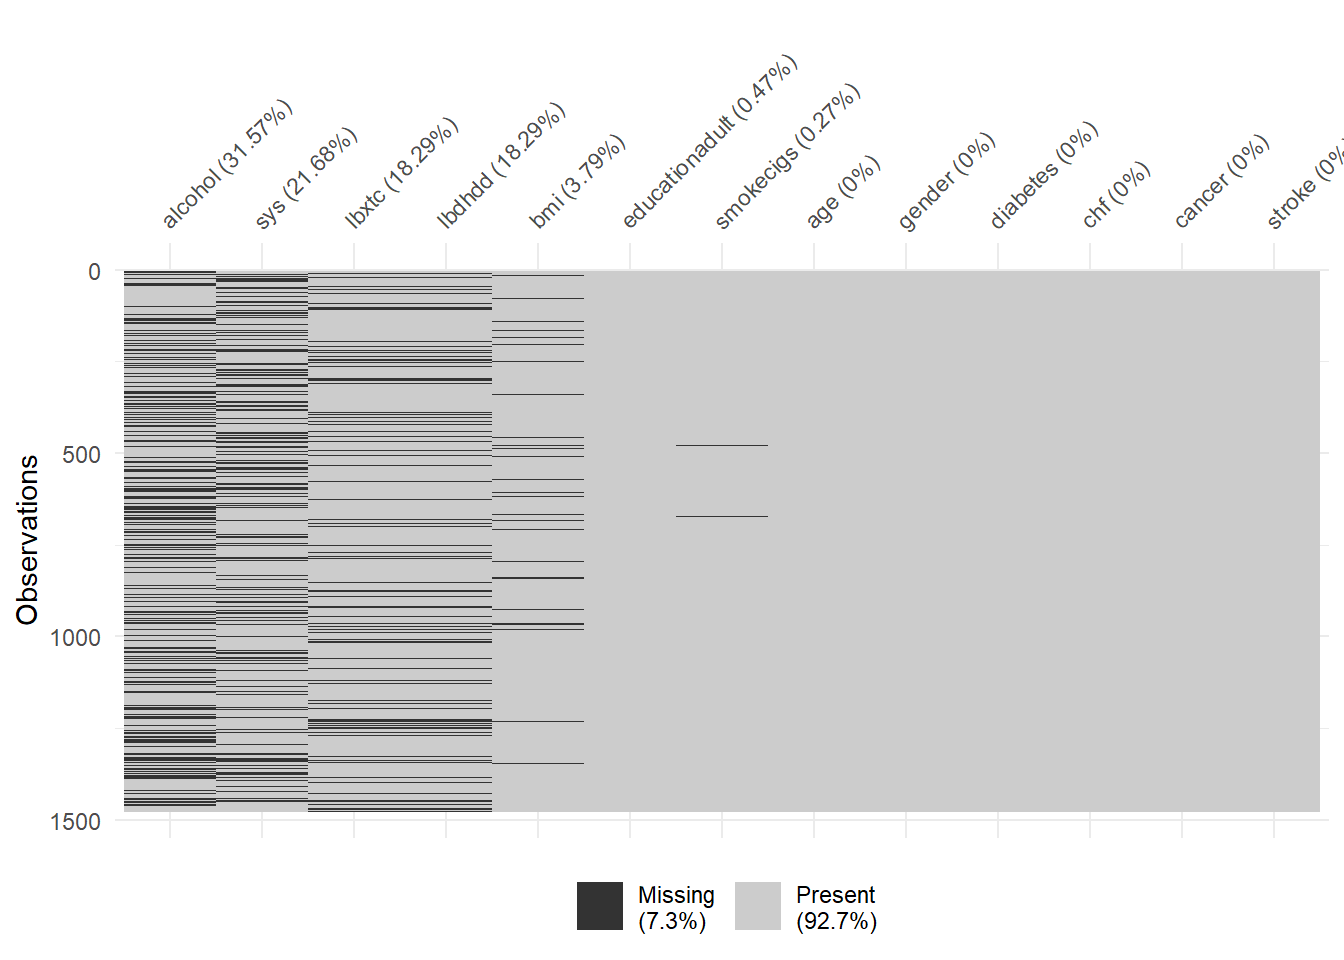 alcohol (31.57%)
sys (21.68%)
lbxtc (18.29%)
lbdhdd (18.29%)
bmi (3.79%)
educationadult (0.47%)
smokecigs (0.27%)
age (0%)
gender (0%)
diabetes (0%)
chf (0%)
cancer (0%)
stroke (0%)
0
500
1000
1500
Observations
Missing
(7.3%)
Present
(92.7%)